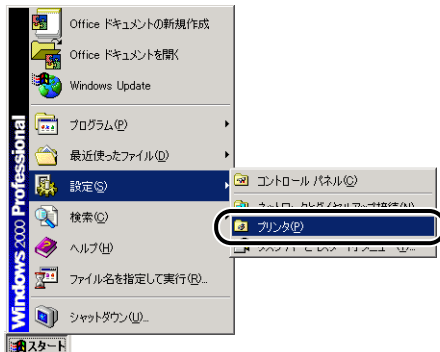 Office ドキュメントの新規作成
Office ドキュメントを開く
Windows Update
プログラム(P)
最近使ったファイル(D)
設定(S)
検索(C)
ヘルプ(H)
ファイル名を指定して実行(R)...
シャットダウン(U)...
Windows 2000 Professional
コントロール パネル(C)
プリンタ(P)
スタート